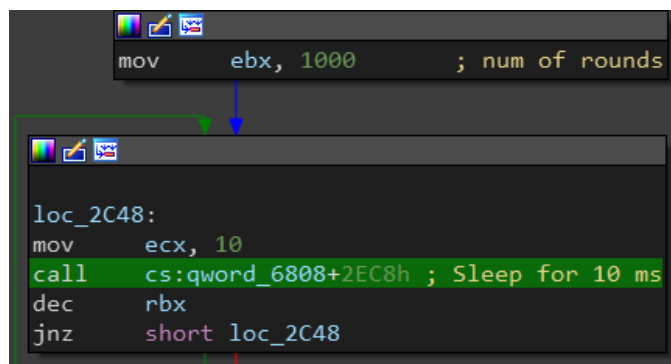 mov ebx, 1000 ; num of rounds
loc_2C48:
mov ecx, 10
call cs:qword_6808+2EC8h ; Sleep for 10 ms
dec rbx
jnz short loc_2C48